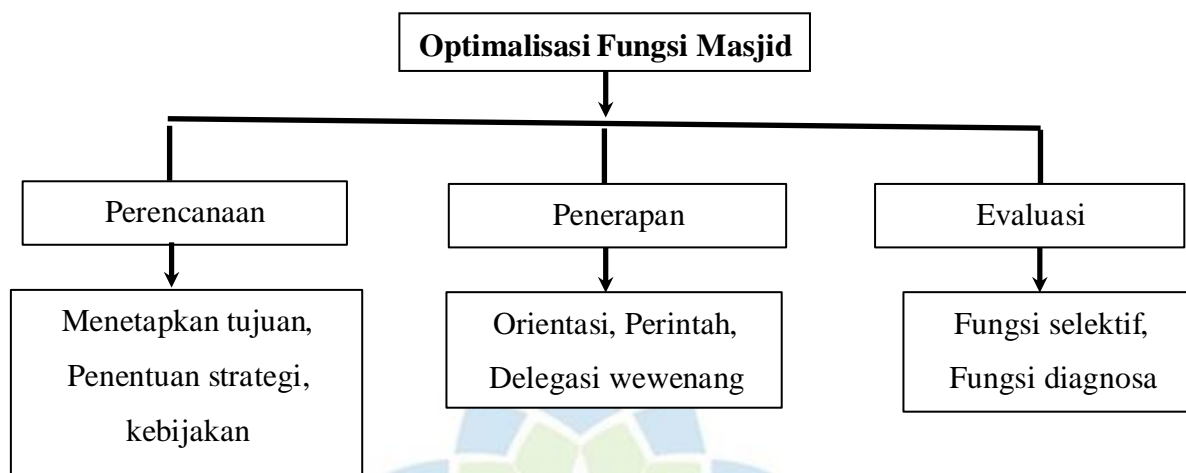 Optimalisasi Fungsi Masjid
Perencanaan
Penerapan
Evaluasi
Menetapkan tujuan,
Penentuan strategi,
kebijakan
Orientasi, Perintah,
Delegasi wewenang
Fungsi selektif,
Fungsi diagnosa